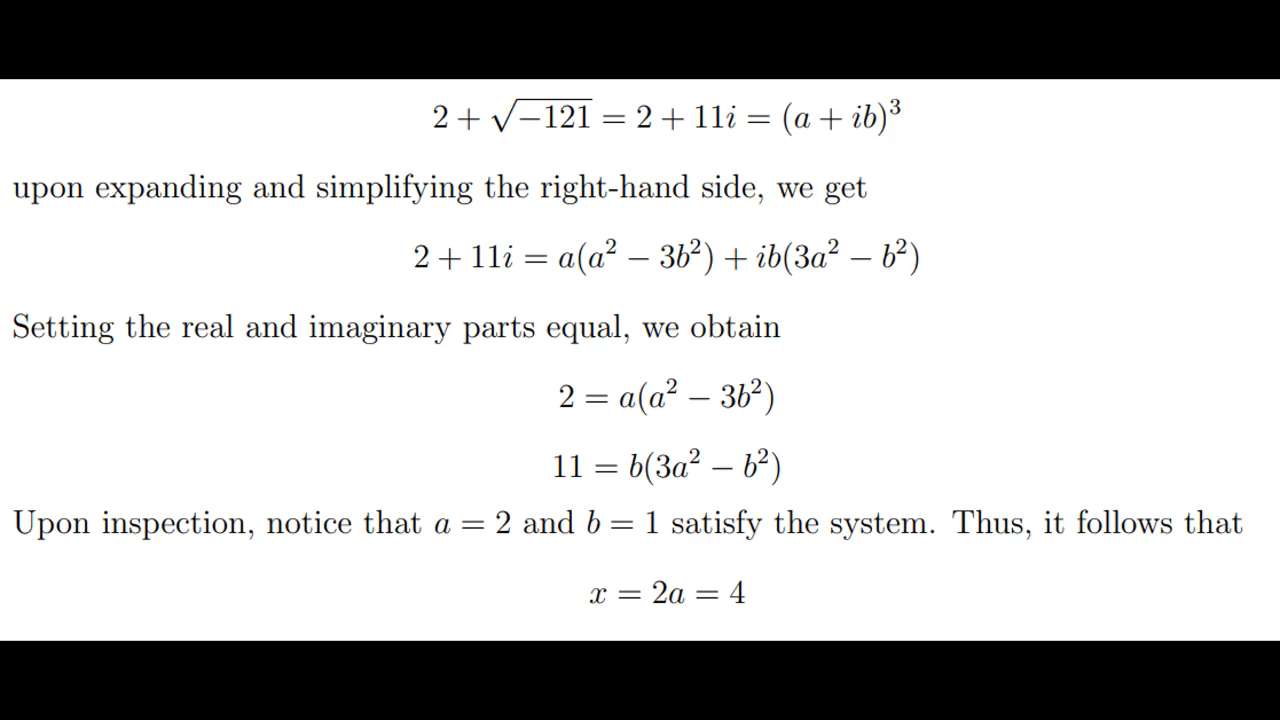 2 + √−121 = 2 + 11i = (a + ib)³
upon expanding and simplifying the right-hand side, we get
2 + 11i = a(a² − 3b²) + ib(3a² − b²)
Setting the real and imaginary parts equal, we obtain
2 = a(a² − 3b²)
11 = b(3a² − b²)
Upon inspection, notice that a = 2 and b = 1 satisfy the system. Thus, it follows that
x = 2a = 4